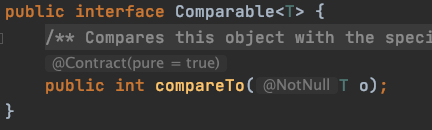 public interface Comparable<T> {
/** Compares this object with the speci
@Contract(pure = true)
public int compareTo( @NotNull T o);
}